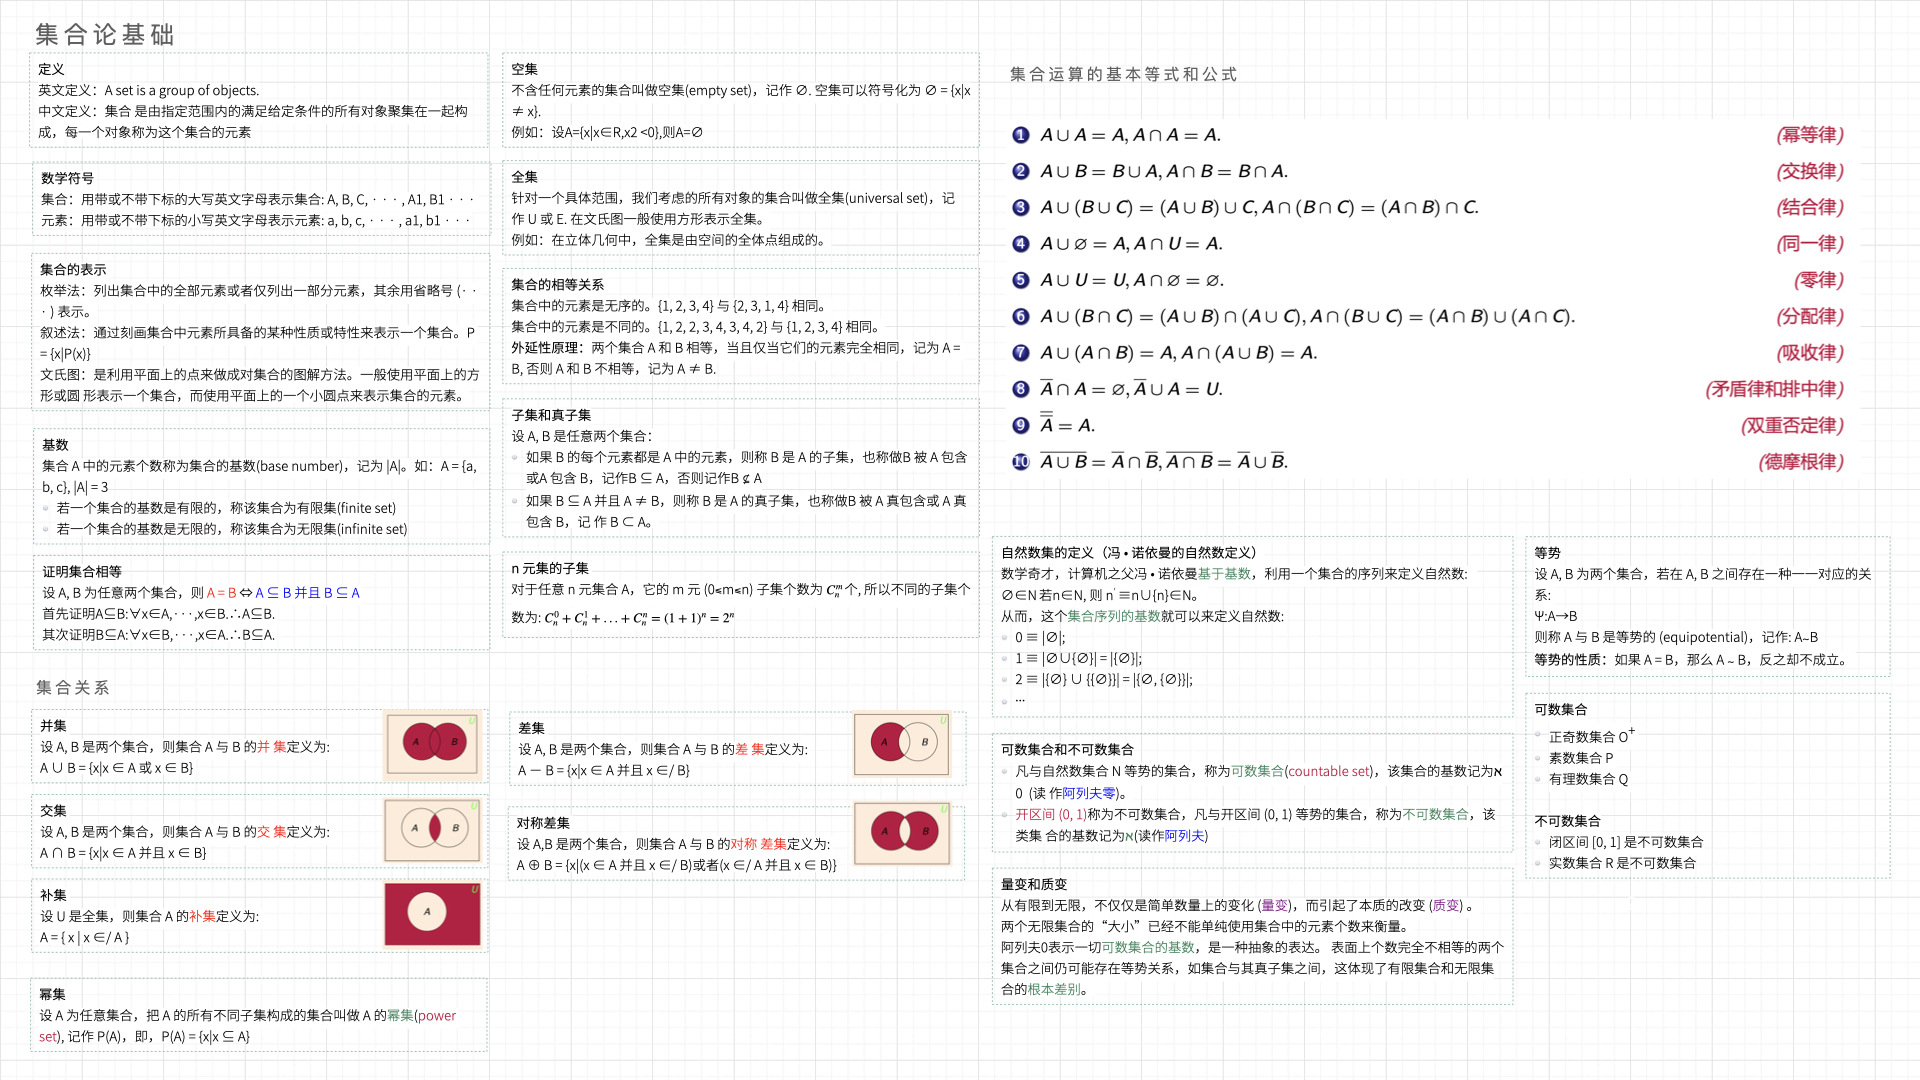 集合论基础
定义
英文定义：A set is a group of objects.
中文定义：集合 是由指定范围内的满足给定条件的所有对象聚集在一起构
成，每一个对象称为这个集合的元素
数学符号
集合：用带或不带下标的大写英文字母表示集合: A, B, C, · · · , A1, B1 · · ·
元素：用带或不带下标的小写英文字母表示元素: a, b, c, · · · , a1, b1 · · ·
集合的表示
枚举法：列出集合中的全部元素或者仅列出一部分元素，其余用省略号 (· ·
· ) 表示。
叙述法：通过刻画集合中元素所具备的某种性质或特性来表示一个集合。P
= {x|P(x)}
文氏图：是利用平面上的点来做成对集合的图解方法。一般使用平面上的方
形或圆 形表示一个集合，而使用平面上的一个小圆点来表示集合的元素。
基数
集合 A 中的元素个数称为集合的基数(base number)，记为 |A|。如：A = {a,
b, c}, |A| = 3
若一个集合的基数是有限的，称该集合为有限集(finite set)
若一个集合的基数是无限的，称该集合为无限集(infinite set)
证明集合相等
设 A, B 为任意两个集合，则 A = B ⇔ A ⊆ B 并且 B ⊆ A
首先证明A⊆B:∀x∈A,· · ·,x∈B.∴A⊆B.
其次证明B⊆A:∀x∈B,· · ·,x∈A.∴B⊆A.
空集
不含任何元素的集合叫做空集(empty set)，记作 ∅. 空集可以符号化为 ∅ = {x|x
≠ x}.
例如：设A={x|x∈R,x2 <0},则A=∅
全集
针对一个具体范围，我们考虑的所有对象的集合叫做全集(universal set)，记
作 U 或 E. 在文氏图一般使用方形表示全集。
例如：在立体几何中，全集是由空间的全体点组成的。
集合的相等关系
集合中的元素是无序的。{1, 2, 3, 4} 与 {2, 3, 1, 4} 相同。
集合中的元素是不同的。{1, 2, 2, 3, 4, 3, 4, 2} 与 {1, 2, 3, 4} 相同。
外延性原理：两个集合 A 和 B 相等，当且仅当它们的元素完全相同，记为 A =
B, 否则 A 和 B 不相等，记为 A ≠ B.
子集和真子集
设 A, B 是任意两个集合：
如果 B 的每个元素都是 A 中的元素，则称 B 是 A 的子集，也称做B 被 A 包含
或A 包含 B，记作B ⊆ A，否则记作B ⊈ A
如果 B ⊆ A 并且 A ≠ B，则称 B 是 A 的真子集，也称做B 被 A 真包含或 A 真
包含 B，记 作 B ⊂ A。
n 元集的子集
对于任意 n 元集合 A，它的 m 元 (0⩽m⩽n) 子集个数为 Cₙᵐ 个, 所以不同的子集个
数为: Cₙ⁰ + Cₙ¹ + . . . + Cₙⁿ = (1 + 1)ⁿ = 2ⁿ
集合关系
并集
设 A, B 是两个集合，则集合 A 与 B 的并 集定义为:
A ∪ B = {x|x ∈ A 或 x ∈ B}
A B U
交集
设 A, B 是两个集合，则集合 A 与 B 的交 集定义为:
A ∩ B = {x|x ∈ A 并且 x ∈ B}
A B U
补集
设 U 是全集，则集合 A 的补集定义为:
A = { x | x ∈/ A }
A U
幂集
设 A 为任意集合，把 A 的所有不同子集构成的集合叫做 A 的幂集(power
set), 记作 P(A)，即，P(A) = {x|x ⊆ A}
差集
设 A, B 是两个集合，则集合 A 与 B 的差 集定义为:
A − B = {x|x ∈ A 并且 x ∈/ B}
A B U
对称差集
设 A,B 是两个集合，则集合 A 与 B 的对称 差集定义为:
A ⊕ B = {x|(x ∈ A 并且 x ∈/ B)或者(x ∈/ A 并且 x ∈ B)}
A B U
集合运算的基本等式和公式
1 A ∪ A = A, A ∩ A = A. (幂等律)
2 A ∪ B = B ∪ A, A ∩ B = B ∩ A. (交换律)
3 A ∪ (B ∪ C) = (A ∪ B) ∪ C, A ∩ (B ∩ C) = (A ∩ B) ∩ C. (结合律)
4 A ∪ ∅ = A, A ∩ U = A. (同一律)
5 A ∪ U = U, A ∩ ∅ = ∅. (零律)
6 A ∪ (B ∩ C) = (A ∪ B) ∩ (A ∪ C), A ∩ (B ∪ C) = (A ∩ B) ∪ (A ∩ C). (分配律)
7 A ∪ (A ∩ B) = A, A ∩ (A ∪ B) = A. (吸收律)
8 A̅ ∩ A = ∅, A̅ ∪ A = U. (矛盾律和排中律)
9 A̿ = A. (双重否定律)
10 A̅ ̅∪̅ ̅B̅ = A̅ ∩ B̅, A̅ ̅∩̅ ̅B̅ = A̅ ∪ B̅. (德摩根律)
自然数集的定义（冯 • 诺依曼的自然数定义）
数学奇才，计算机之父冯 • 诺依曼基于基数，利用一个集合的序列来定义自然数:
∅∈N 若n∈N, 则 n′ ≡n∪{n}∈N。
从而，这个集合序列的基数就可以来定义自然数:
0 ≡ |∅|;
1 ≡ |∅∪{∅}| = |{∅}|;
2 ≡ |{∅} ∪ {{∅}}| = |{∅, {∅}}|;
...
可数集合和不可数集合
凡与自然数集合 N 等势的集合，称为可数集合(countable set)，该集合的基数记为ℵ
0 (读 作阿列夫零)。
开区间 (0, 1)称为不可数集合，凡与开区间 (0, 1) 等势的集合，称为不可数集合，该
类集 合的基数记为ℵ(读作阿列夫)
量变和质变
从有限到无限，不仅仅是简单数量上的变化 (量变)，而引起了本质的改变 (质变) 。
两个无限集合的“大小”已经不能单纯使用集合中的元素个数来衡量。
阿列夫0表示一切可数集合的基数，是一种抽象的表达。 表面上个数完全不相等的两个
集合之间仍可能存在等势关系，如集合与其真子集之间，这体现了有限集合和无限集
合的根本差别。
等势
设 A, B 为两个集合，若在 A, B 之间存在一种一一对应的关
系:
Ψ:A→B
则称 A 与 B 是等势的 (equipotential)，记作: A~B
等势的性质：如果 A = B，那么 A ~ B，反之却不成立。
可数集合
正奇数集合 O⁺
素数集合 P
有理数集合 Q
不可数集合
闭区间 [0, 1] 是不可数集合
实数集合 R 是不可数集合